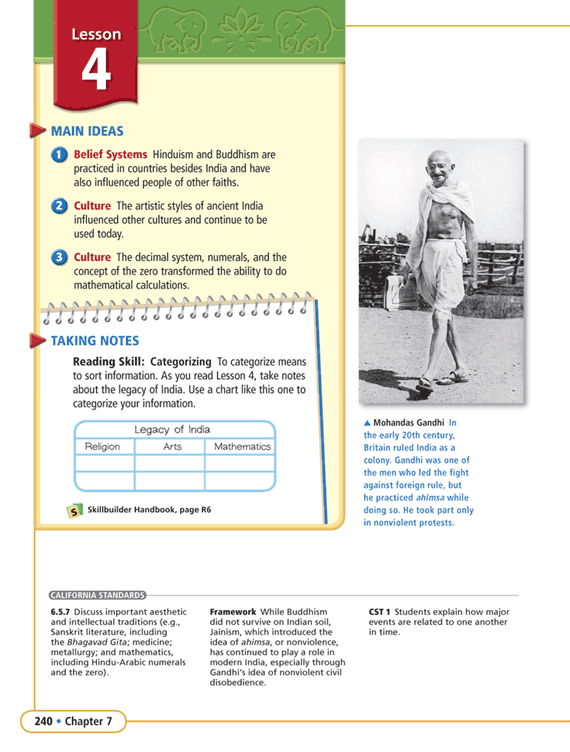 Lesson
4
MAIN IDEAS
1 Belief Systems Hinduism and Buddhism are
practiced in countries besides India and have
also influenced people of other faiths.
2 Culture The artistic styles of ancient India
influenced other cultures and continue to be
used today.
3 Culture The decimal system, numerals, and the
concept of the zero transformed the ability to do
mathematical calculations.
TAKING NOTES
Reading Skill: Categorizing To categorize means
to sort information. As you read Lesson 4, take notes
about the legacy of India. Use a chart like this one to
categorize your information.
Legacy of India
Religion Arts Mathematics
S Skillbuilder Handbook, page R6
▲ Mohandas Gandhi In
the early 20th century,
Britain ruled India as a
colony. Gandhi was one of
the men who led the fight
against foreign rule, but
he practiced ahimsa while
doing so. He took part only
in nonviolent protests.
CALIFORNIA STANDARDS
6.5.7 Discuss important aesthetic
and intellectual traditions (e.g.,
Sanskrit literature, including
the Bhagavad Gita; medicine;
metallurgy; and mathematics,
including Hindu-Arabic numerals
and the zero).
Framework While Buddhism
did not survive on Indian soil,
Jainism, which introduced the
idea of ahimsa, or nonviolence,
has continued to play a role in
modern India, especially through
Gandhi's idea of nonviolent civil
disobedience.
CST 1 Students explain how major
events are related to one another
in time.
240 • Chapter 7